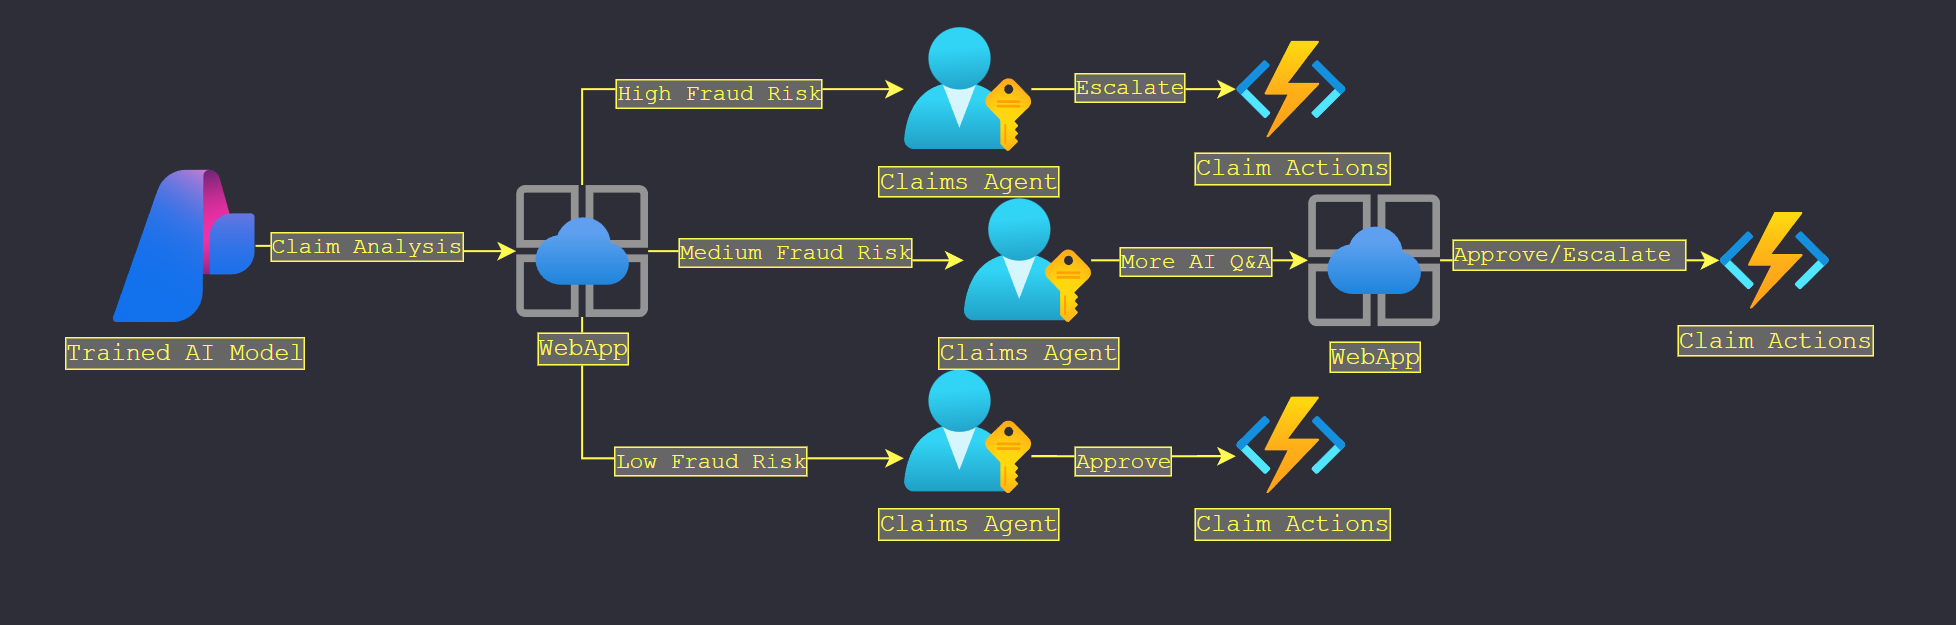 High Fraud Risk
Escalate
Claims Agent
Claim Actions
Trained AI Model
Claim Analysis
WebApp
Medium Fraud Risk
Claims Agent
More AI Q&A
WebApp
Approve/Escalate
Claim Actions
Low Fraud Risk
Claims Agent
Approve
Claim Actions